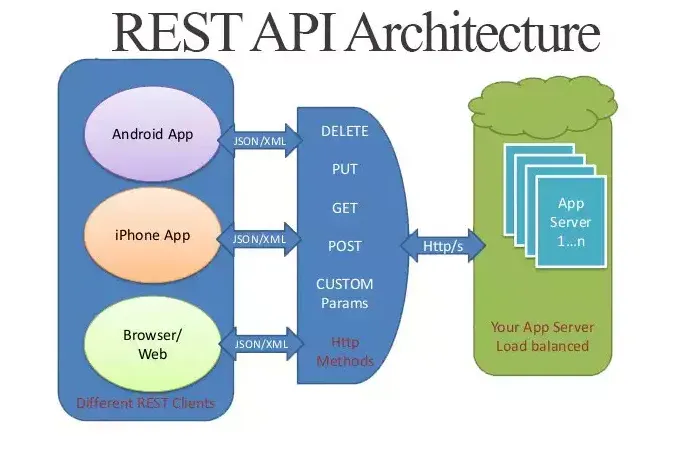 REST API Architecture
Android App
JSON/XML
iPhone App
JSON/XML
Browser/
Web
JSON/XML
Different REST Clients
DELETE
PUT
GET
POST
CUSTOM
Params
Http
Methods
Http/s
App
Server
1...n
Your App Server
Load balanced